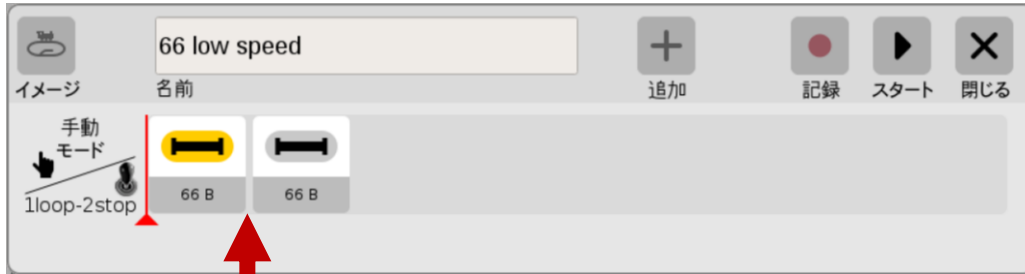 66 low speed
イメージ
名前
追加
記録
スタート
閉じる
手動
モード
1loop-2stop
66 B
66 B